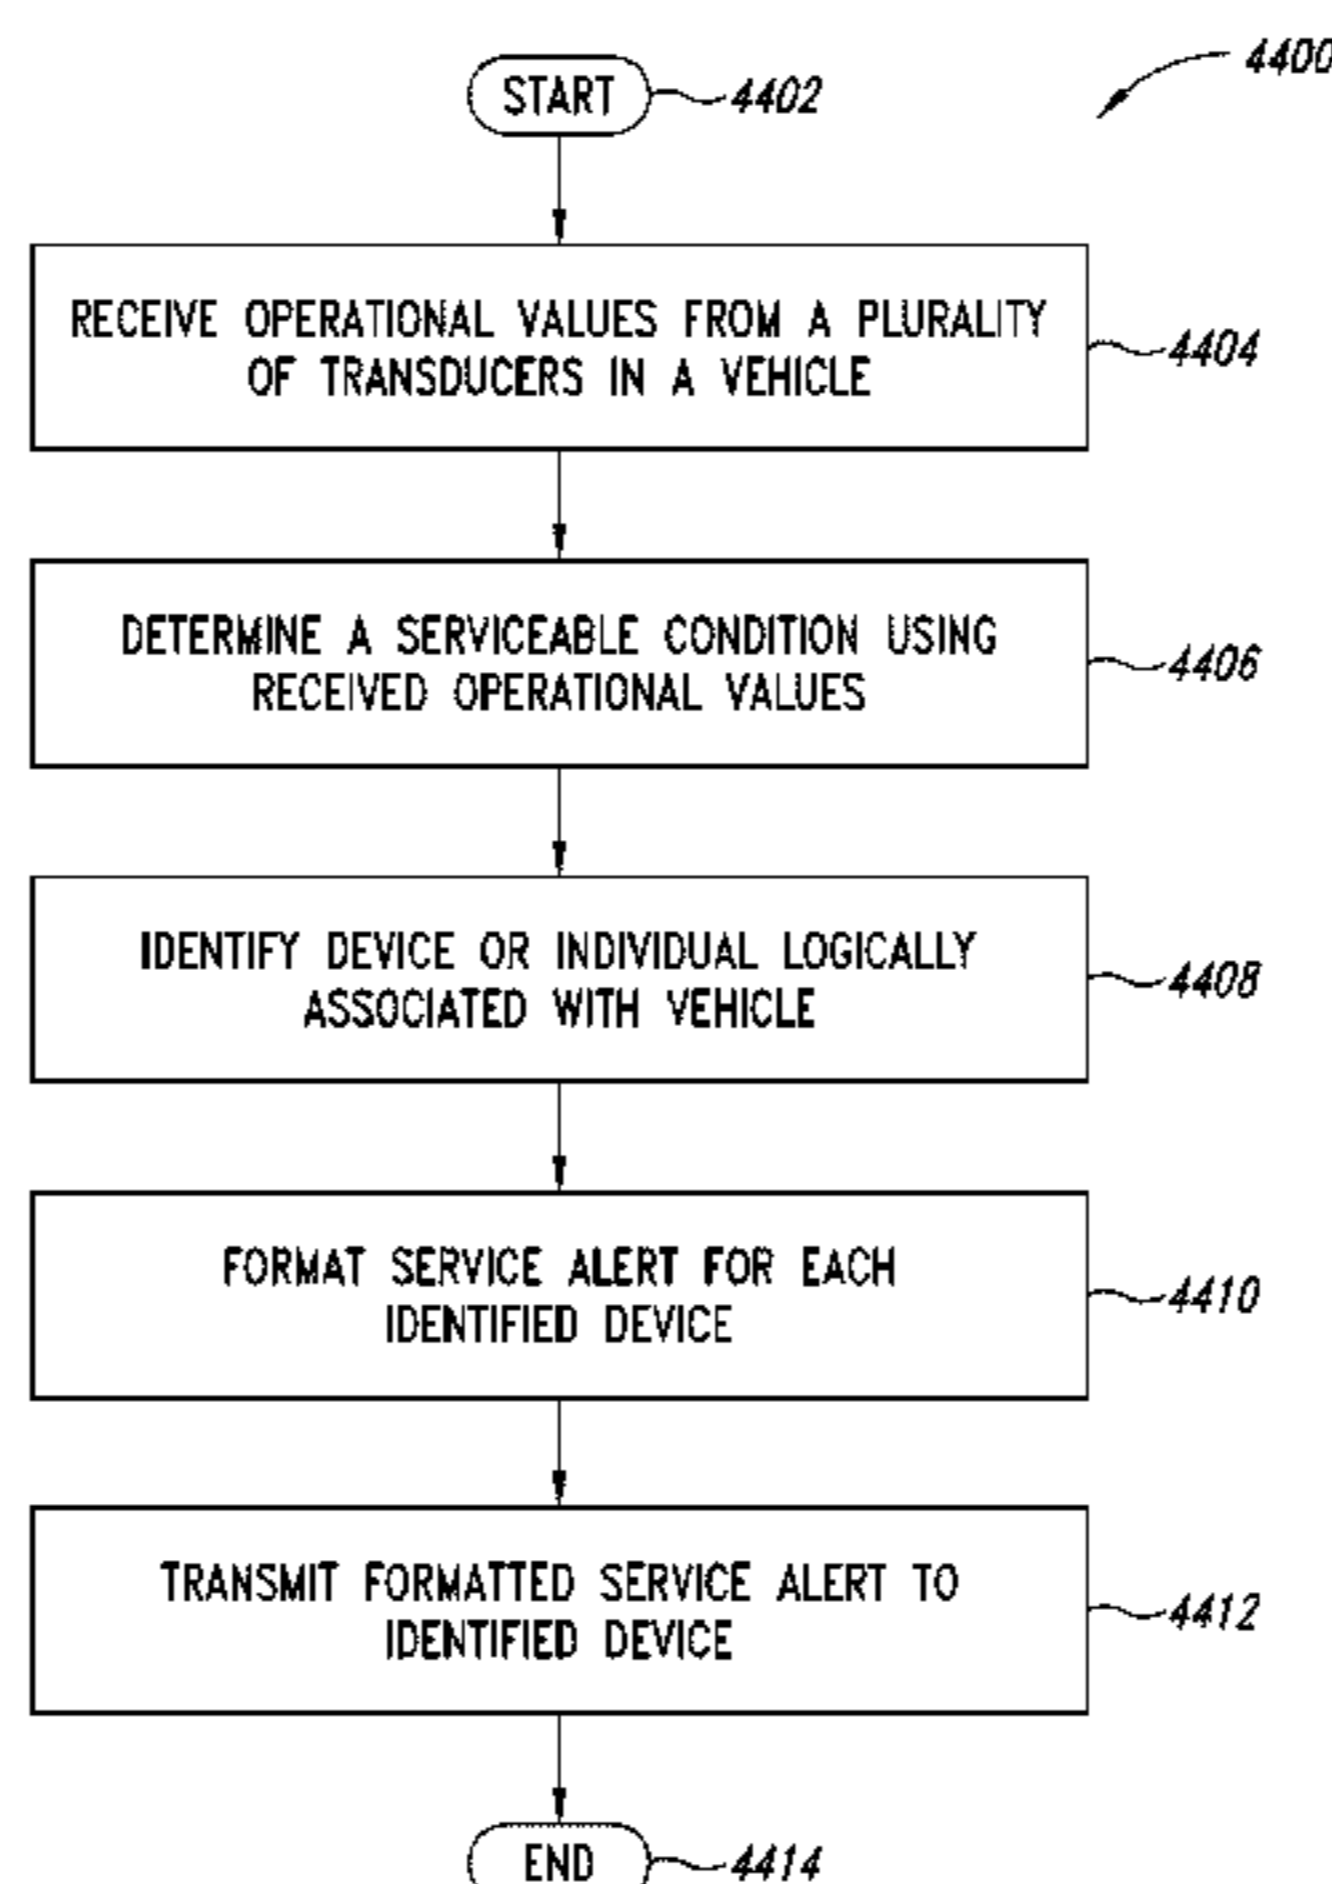 4400
START 4402
RECEIVE OPERATIONAL VALUES FROM A PLURALITY
OF TRANSDUCERS IN A VEHICLE
4404
DETERMINE A SERVICEABLE CONDITION USING
RECEIVED OPERATIONAL VALUES
4406
IDENTIFY DEVICE OR INDIVIDUAL LOGICALLY
ASSOCIATED WITH VEHICLE
4408
FORMAT SERVICE ALERT FOR EACH
IDENTIFIED DEVICE
4410
TRANSMIT FORMATTED SERVICE ALERT TO
IDENTIFIED DEVICE
4412
END 4414